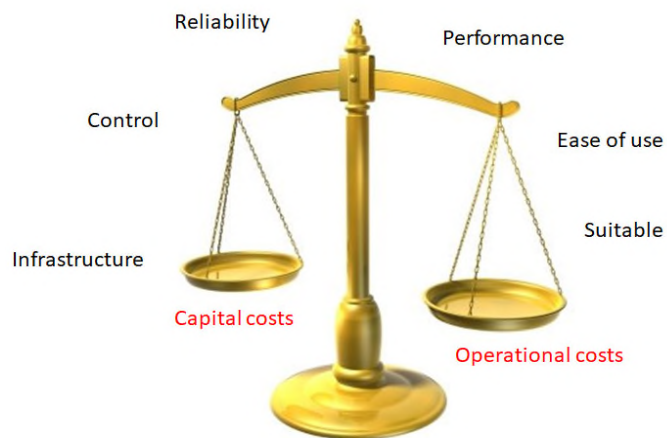 Reliability
Performance
Control
Ease of use
Suitable
Infrastructure
Capital costs
Operational costs